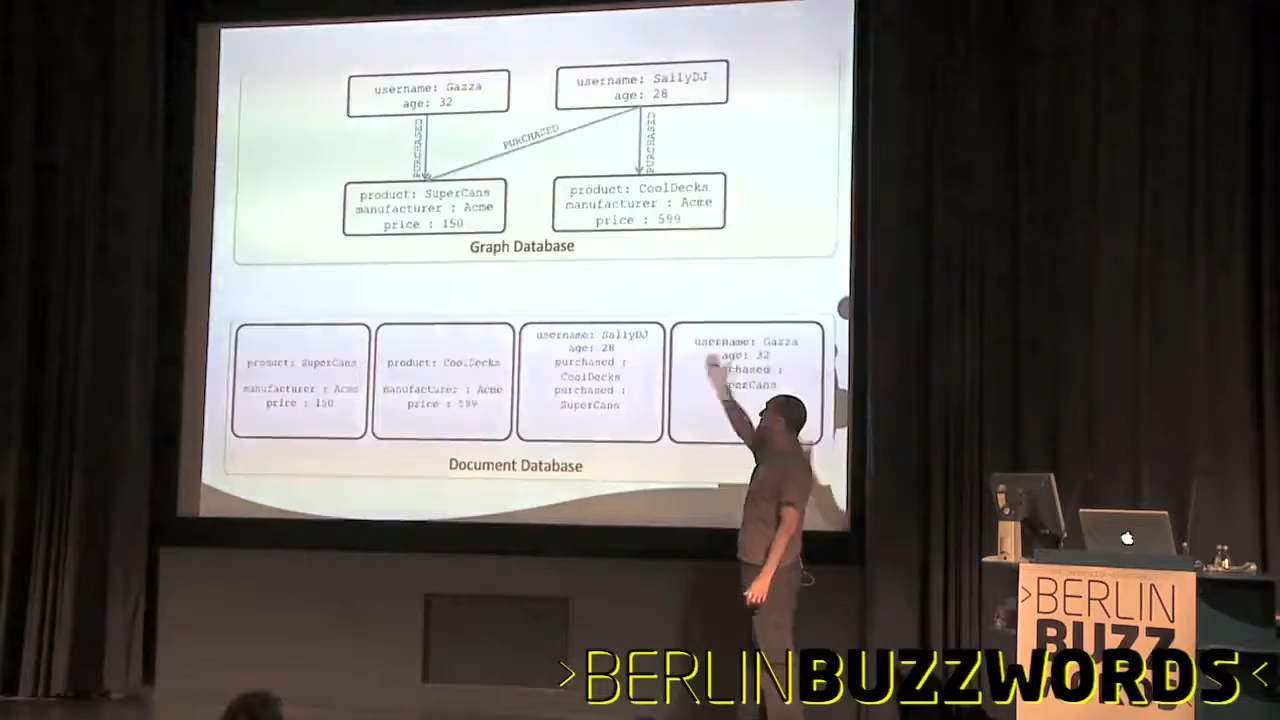 username: Gazza
age: 32
username: SallyDJ
age: 28
PURCHASED
PURCHASED
PURCHASED
product: SuperCans
manufacturer : Acme
price : 150
product: CoolDecks
manufacturer : Acme
price : 599
Graph Database
product: SuperCans
manufacturer : Acme
price : 150
product: CoolDecks
manufacturer : Acme
price : 599
username: SallyDJ
age: 28
purchased :
CoolDecks
purchased :
SuperCans
username: Gazza
age: 32
Document Database
>BERLIN
BUZZ
>BERLINBUZZWORDS<